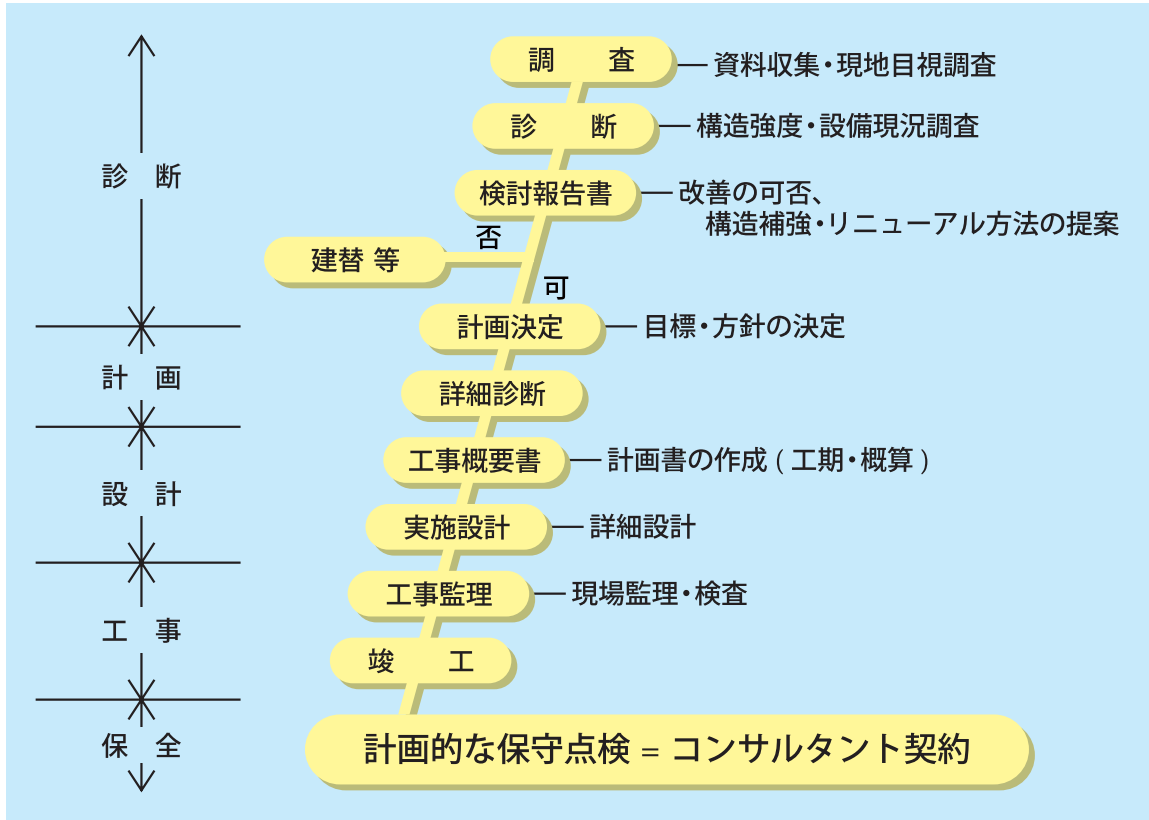 調　査
資料収集・現地目視調査
診　断
構造強度・設備現況調査
検討報告書
改善の可否、
構造補強・リニューアル方法の提案
否
建替 等
可
計画決定
目標・方針の決定
詳細診断
工事概要書
計画書の作成 ( 工期・概算 )
実施設計
詳細設計
工事監理
現場監理・検査
竣　工
計画的な保守点検 = コンサルタント契約
診　断
計　画
設　計
工　事
保　全